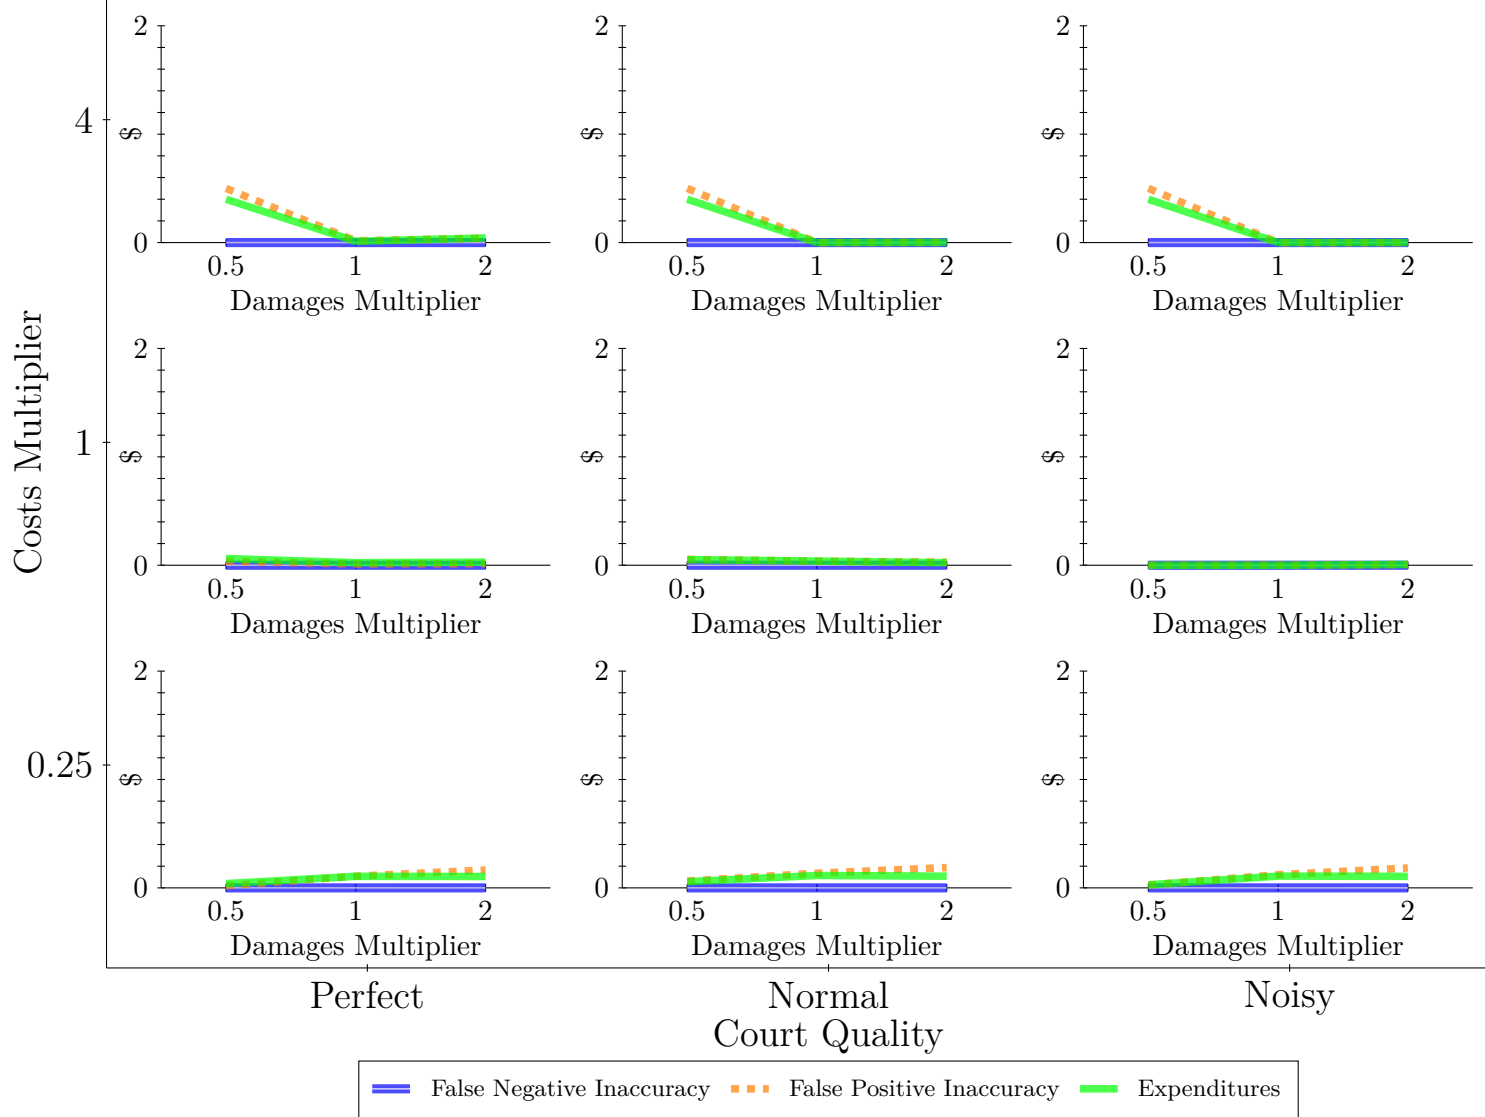 2
2
2
4
$
$
$
0
0
0
0.5 1 2
0.5 1 2
0.5 1 2
Damages Multiplier
Damages Multiplier
Damages Multiplier
Costs Multiplier
2
2
2
1
$
$
$
0
0
0
0.5 1 2
0.5 1 2
0.5 1 2
Damages Multiplier
Damages Multiplier
Damages Multiplier
2
2
2
0.25
$
$
$
0
0
0
0.5 1 2
0.5 1 2
0.5 1 2
Damages Multiplier
Damages Multiplier
Damages Multiplier
Perfect
Normal
Noisy
Court Quality
False Negative Inaccuracy
False Positive Inaccuracy
Expenditures